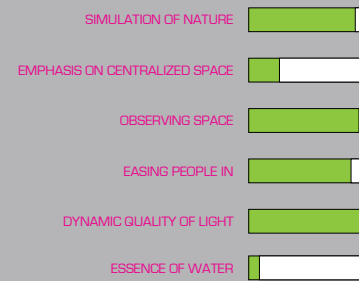 SIMULATION OF NATURE
EMPHASIS ON CENTRALIZED SPACE
OBSERVING SPACE
EASING PEOPLE IN
DYNAMIC QUALITY OF LIGHT
ESSENCE OF WATER